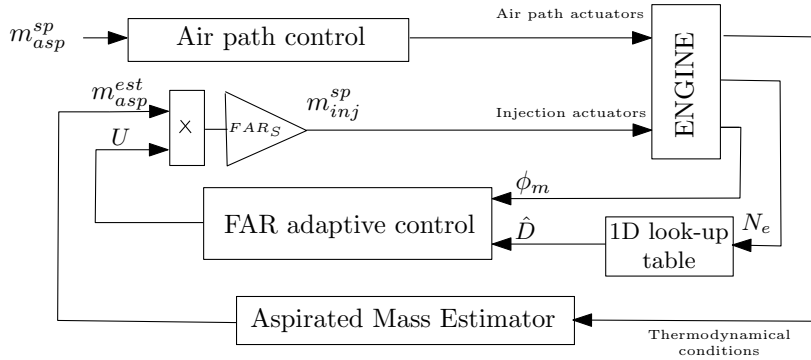 m_{asp}^{sp}
Air path control
Air path actuators
ENGINE
m_{asp}^{est}
U
×
FAR_S
m_{inj}^{sp}
Injection actuators
FAR adaptive control
ϕ_m
D̂
1D look-up
table
N_e
Aspirated Mass Estimator
Thermodynamical
conditions